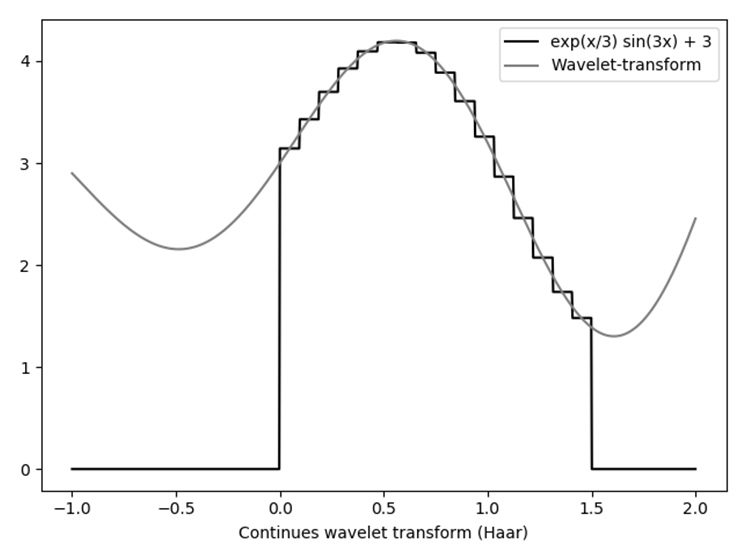 exp(x/3) sin(3x) + 3
Wavelet-transform
4
3
2
1
0
−1.0 −0.5 0.0 0.5 1.0 1.5 2.0
Continues wavelet transform (Haar)